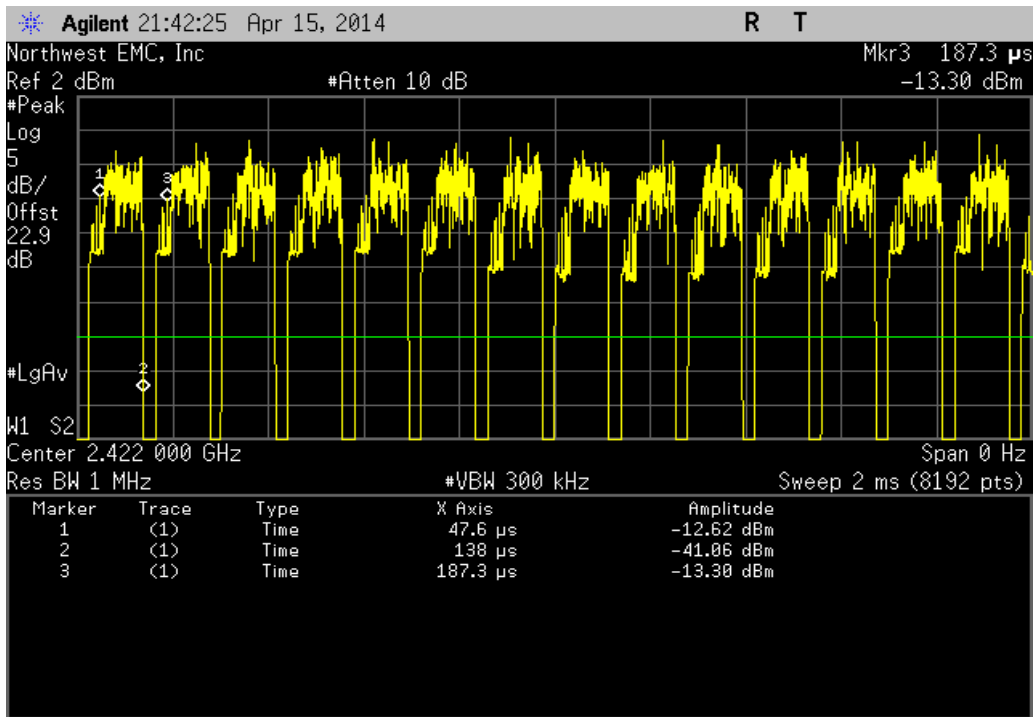 Agilent 21:42:25 Apr 15, 2014 R T
Northwest EMC, Inc Mkr3 187.3 µs
Ref 2 dBm #Atten 10 dB -13.30 dBm
#Peak
Log
5
dB/
Offst
22.9
dB
1
3
2
#LgAv
W1 S2
Center 2.422 000 GHz Span 0 Hz
Res BW 1 MHz #VBW 300 kHz Sweep 2 ms (8192 pts)
Marker Trace Type X Axis Amplitude
1 (1) Time 47.6 µs -12.62 dBm
2 (1) Time 138 µs -41.06 dBm
3 (1) Time 187.3 µs -13.30 dBm